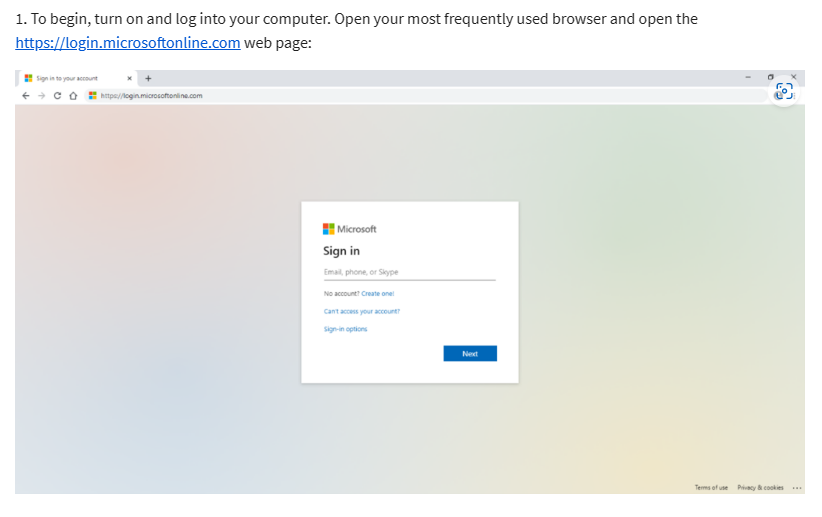 1. To begin, turn on and log into your computer. Open your most frequently used browser and open the
https://login.microsoftonline.com web page:
Sign in to your account
https://login.microsoftonline.com
Microsoft
Sign in
Email, phone, or Skype
No account? Create one!
Can't access your account?
Sign-in options
Next
Terms of use Privacy & cookies ...